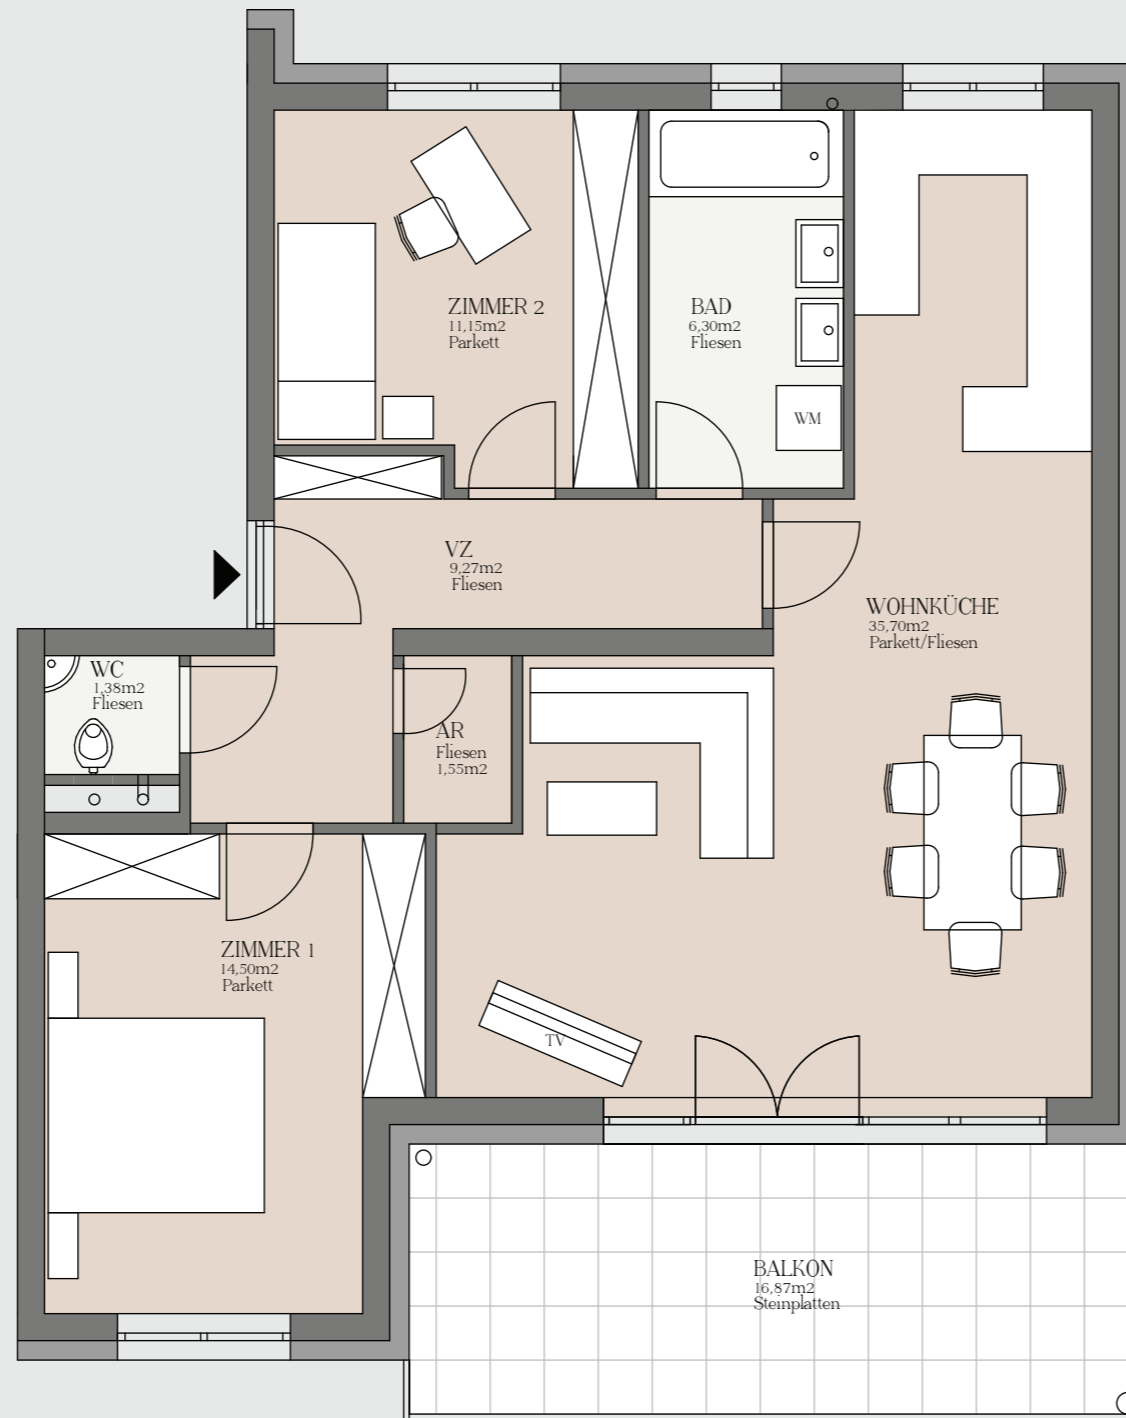 ZIMMER 2
11,15m2
Parkett
BAD
6,30m2
Fliesen
WM
VZ
9,27m2
Fliesen
WOHNKÜCHE
35,70m2
Parkett/Fliesen
WC
1,38m2
Fliesen
AR
Fliesen
1,55m2
ZIMMER 1
14,50m2
Parkett
TV
BALKON
16,87m2
Steinplatten